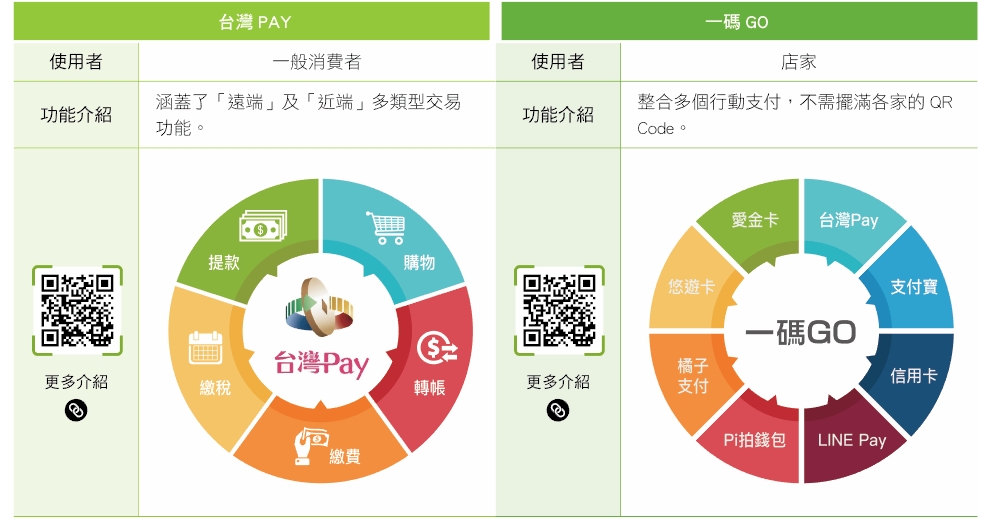 台灣 PAY
使用者
一般消費者
功能介紹
涵蓋了「遠端」及「近端」多類型交易
功能。
更多介紹
提款
購物
轉帳
繳費
繳稅
台灣Pay
一碼 GO
使用者
店家
功能介紹
整合多個行動支付，不需擺滿各家的 QR
Code。
更多介紹
愛金卡
台灣Pay
支付寶
信用卡
LINE Pay
Pi拍錢包
橘子
支付
悠遊卡
一碼GO